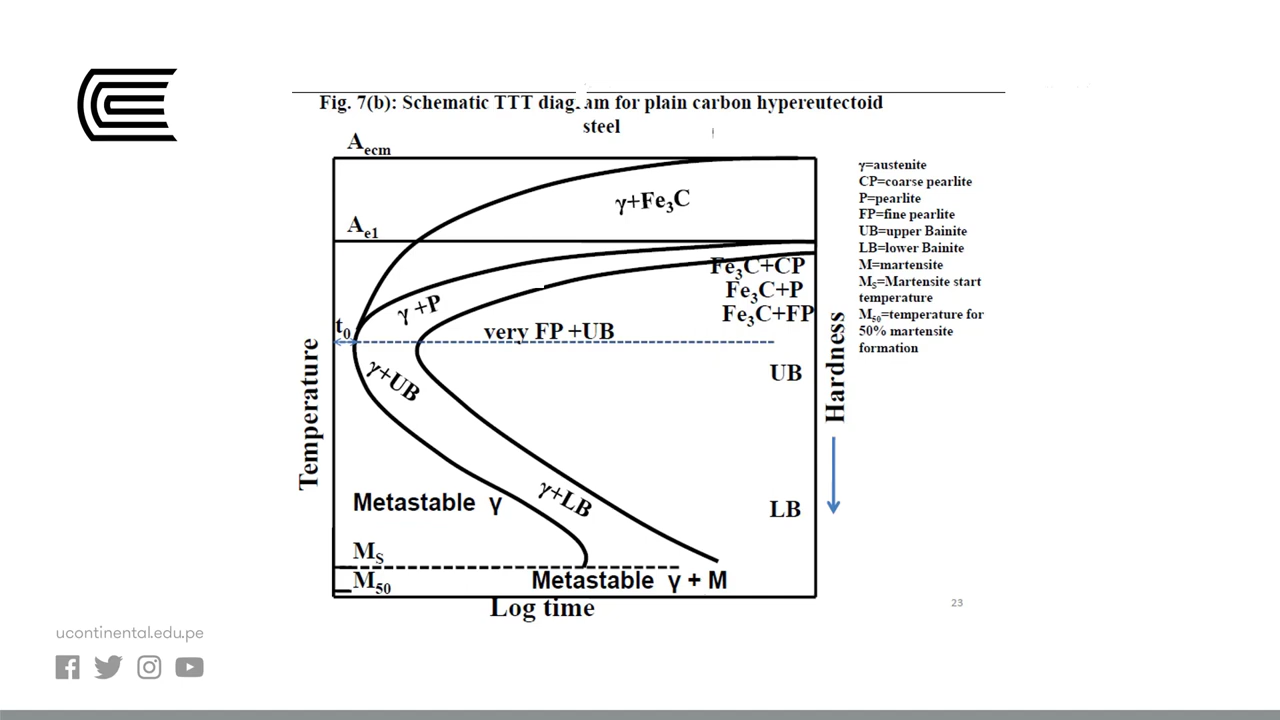 Fig. 7(b): Schematic TTT diagram for plain carbon hypereutectoid
steel
Aecm
γ+Fe3C
Ae1
Fe3C+CP
γ +P
Fe3C+P
Fe3C+FP
t0
very FP +UB
γ+UB
UB
Metastable γ
γ+LB
LB
MS
M50
Metastable γ + M
Log time
Temperature
Hardness
γ=austenite
CP=coarse pearlite
P=pearlite
FP=fine pearlite
UB=upper Bainite
LB=lower Bainite
M=martensite
MS=Martensite start
temperature
M50=temperature for
50% martensite
formation
23
ucontinental.edu.pe